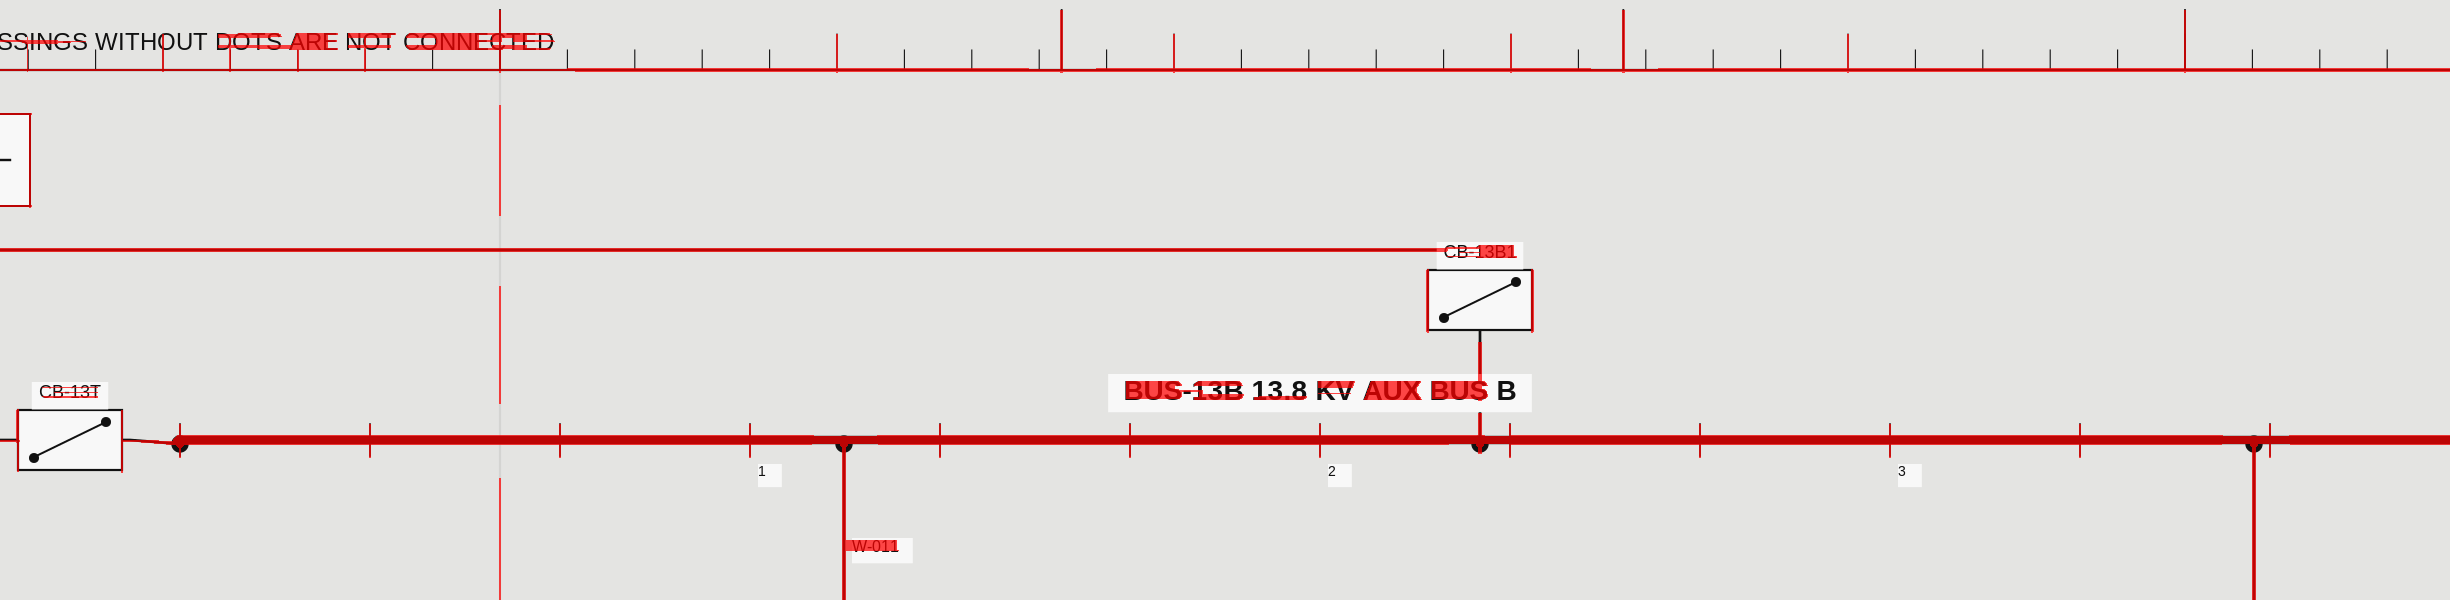 SSINGS WITHOUT DOTS ARE NOT CONNECTED
CB-13B1
CB-13T
BUS-13B 13.8 KV AUX BUS B
1
2
3
W-011